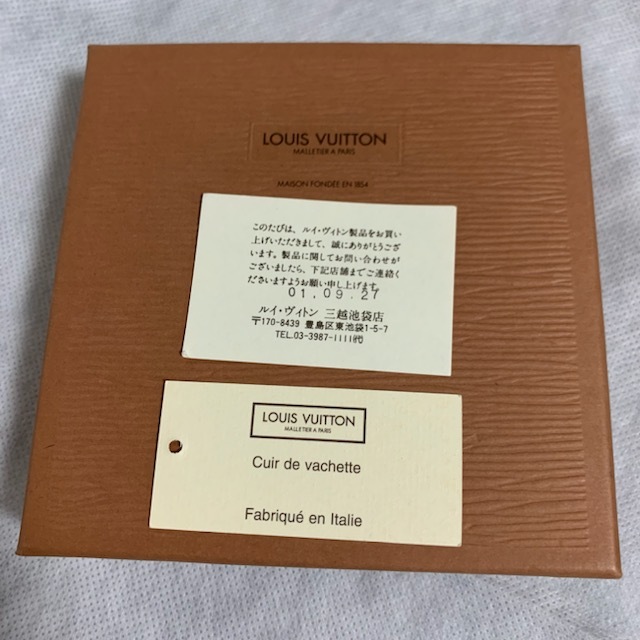 LOUIS VUITTON
MALLETIER A PARIS
MAISON FONDÉE EN 1854
このたびは、ルイ・ヴィトン製品をお買い
上げいただきまして、誠にありがとうござ
います。製品に関してお問い合わせが
ございましたら、下記店舗までご連絡く
ださいますようお願い申し上げます。
01.09.27
ルイ・ヴィトン 三越池袋店
〒170-8439 豊島区東池袋1-5-7
TEL.03-3987-1111㈹
LOUIS VUITTON
MALLETIER A PARIS
Cuir de vachette
Fabriqué en Italie